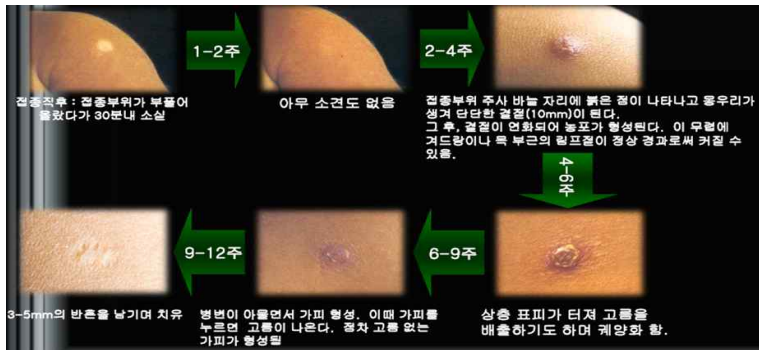 1-2주
2-4주
접종직후 : 접종부위가 부풀어
올랐다가 30분내 소실
아무 소견도 없음
접종부위 주사 바늘 자리에 붉은 점이 나타나고 몽우리가
생겨 단단한 결절(10mm)이 된다.
그 후, 결절이 연화되어 농포가 형성된다. 이 무렵에
겨드랑이나 목 부근의 림프절이 정상 경과로써 커질 수
있음.
4-6주
9-12주
6-9주
3-5mm의 반흔을 남기며 치유
병변이 아물면서 가피 형성. 이때 가피를
누르면 고름이 나온다. 점차 고름 없는
가피가 형성됨
상층 표피가 터져 고름을
배출하기도 하며 궤양화 함.